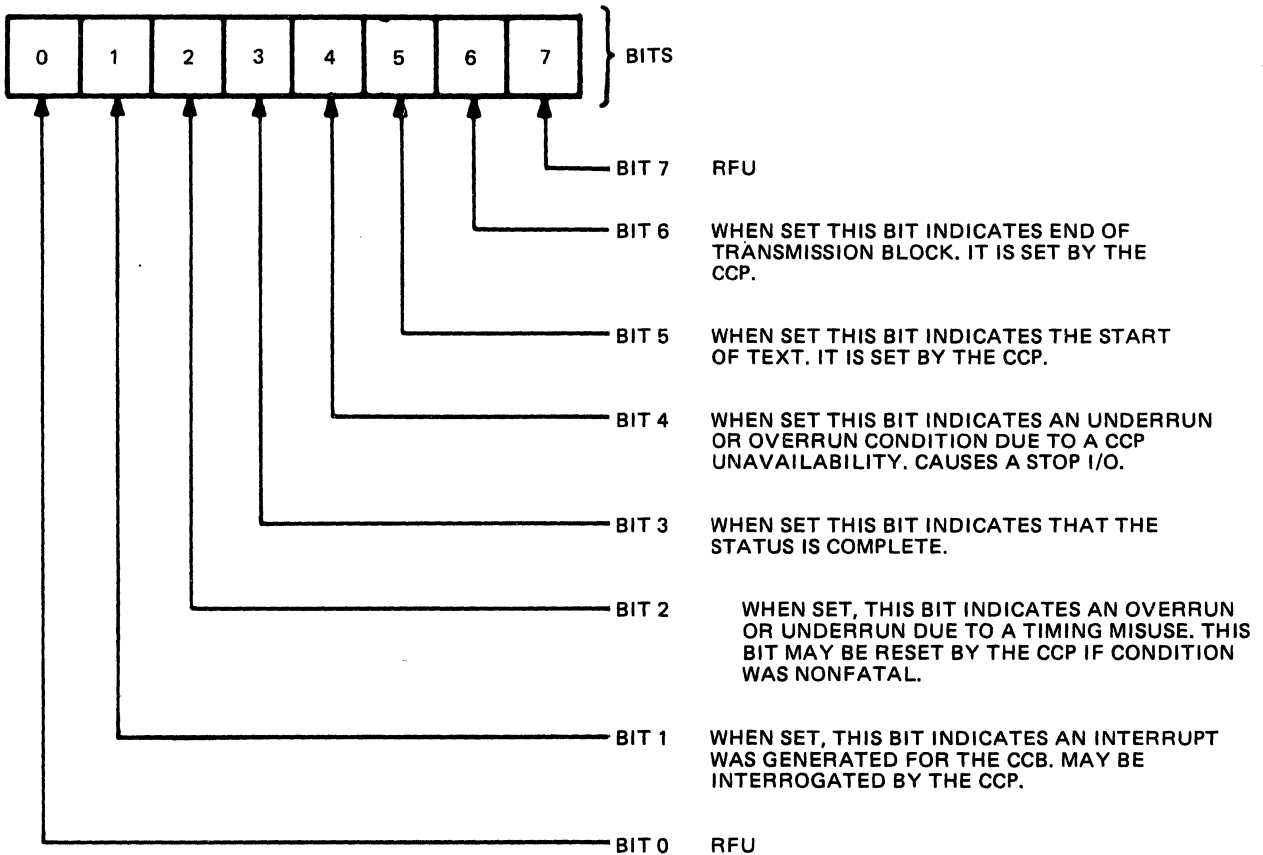 0 1 2 3 4 5 6 7 BITS
BIT 7 RFU
BIT 6 WHEN SET THIS BIT INDICATES END OF
TRANSMISSION BLOCK. IT IS SET BY THE
CCP.
BIT 5 WHEN SET THIS BIT INDICATES THE START
OF TEXT. IT IS SET BY THE CCP.
BIT 4 WHEN SET THIS BIT INDICATES AN UNDERRUN
OR OVERRUN CONDITION DUE TO A CCP
UNAVAILABILITY. CAUSES A STOP I/O.
BIT 3 WHEN SET THIS BIT INDICATES THAT THE
STATUS IS COMPLETE.
BIT 2 WHEN SET, THIS BIT INDICATES AN OVERRUN
OR UNDERRUN DUE TO A TIMING MISUSE. THIS
BIT MAY BE RESET BY THE CCP IF CONDITION
WAS NONFATAL.
BIT 1 WHEN SET, THIS BIT INDICATES AN INTERRUPT
WAS GENERATED FOR THE CCB. MAY BE
INTERROGATED BY THE CCP.
BIT 0 RFU